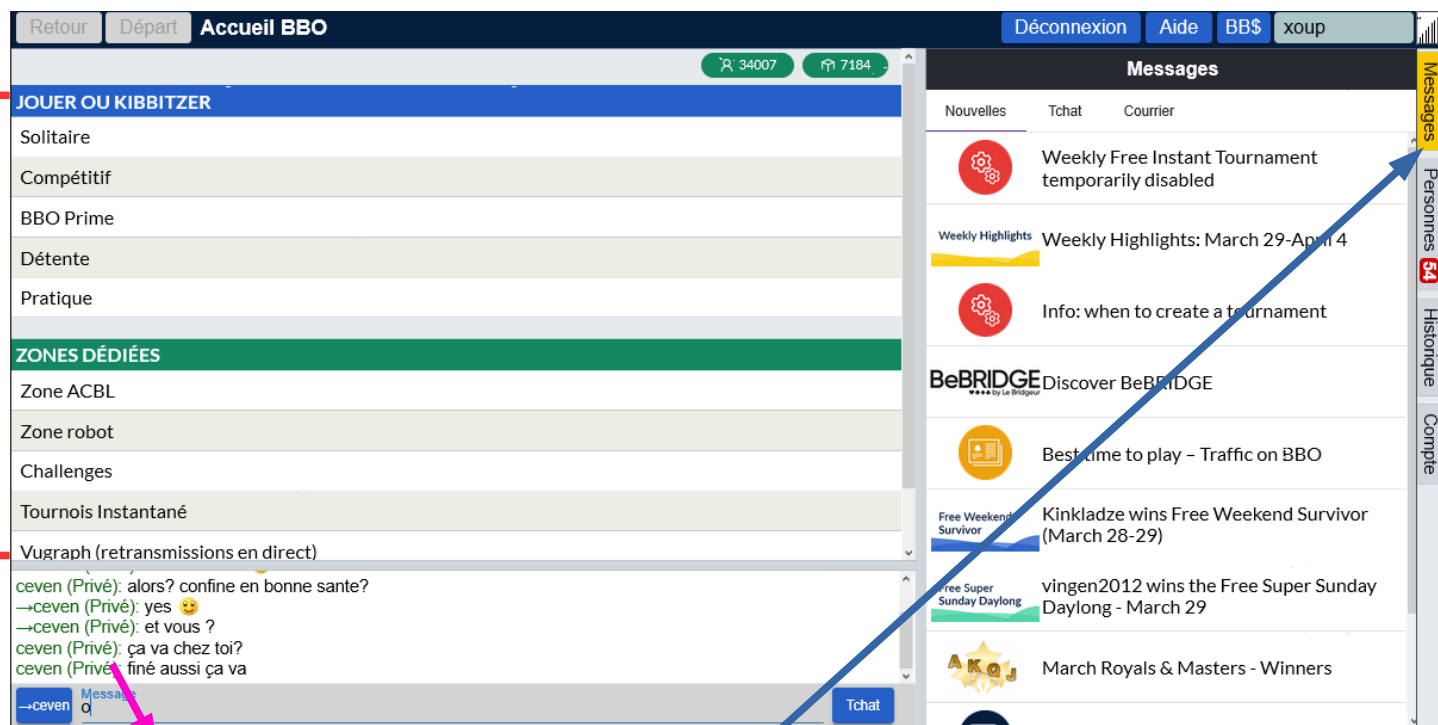 Retour Départ Accueil BBO Déconnexion Aide BB$ xoup
34007 7184
JOUER OU KIBBITZER
Solitaire
Compétitif
BBO Prime
Détente
Pratique
ZONES DÉDIÉES
Zone ACBL
Zone robot
Challenges
Tournois Instantané
Vugraph (retransmissions en direct)
ceven (Privé): alors? confine en bonne sante?
→ceven (Privé): yes 🙂
→ceven (Privé): et vous ?
ceven (Privé): ça va chez toi?
ceven (Privé): finé aussi ça va
Message
→ceven o Tchat
Messages
Nouvelles Tchat Courrier
Weekly Free Instant Tournament
temporarily disabled
Weekly Highlights Weekly Highlights: March 29-April 4
Info: when to create a tournament
BeBRIDGE Discover BeBRIDGE
by Le Bridgeur
Best time to play – Traffic on BBO
Free Weekend
Survivor
Kinkladze wins Free Weekend Survivor
(March 28-29)
Free Super
Sunday Daylong
vingen2012 wins the Free Super Sunday
Daylong - March 29
A K Q J
March Royals & Masters - Winners
Messages
Personnes 54
Historique
Compte